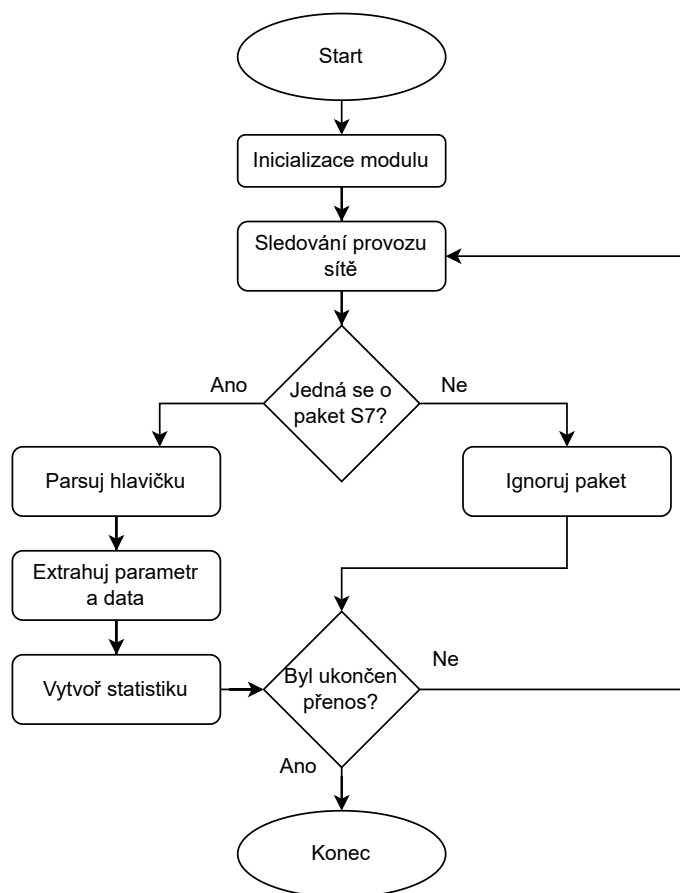 Start
Inicializace modulu
Sledování provozu
sítě
Ano
Jedná se o
paket S7?
Ne
Parsuj hlavičku
Ignoruj paket
Extrahuj parametr
a data
Vytvoř statistiku
Byl ukončen
přenos?
Ne
Ano
Konec